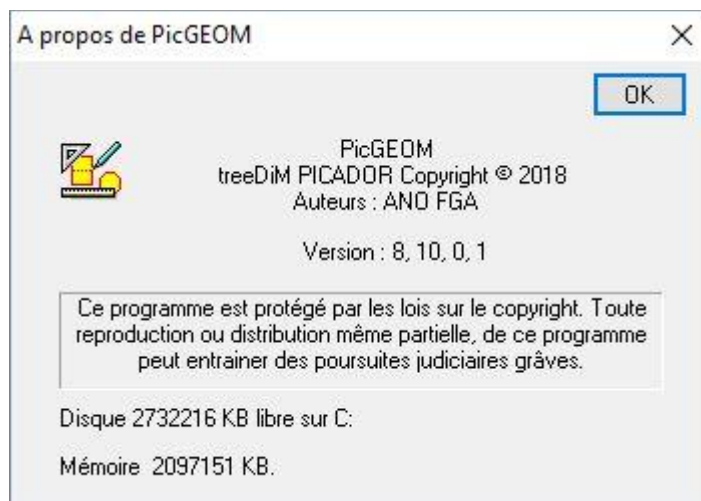 A propos de PicGEOM
OK
PicGEOM
treeDiM PICADOR Copyright © 2018
Auteurs : ANO FGA
Version : 8, 10, 0, 1
Ce programme est protégé par les lois sur le copyright. Toute
reproduction ou distribution même partielle, de ce programme
peut entrainer des poursuites judiciaires grâves.
Disque 2732216 KB libre sur C:
Mémoire 2097151 KB.